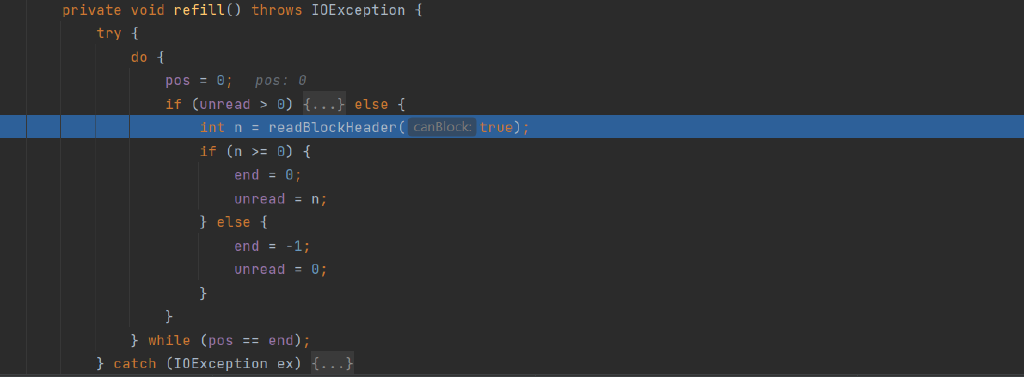 private void refill() throws IOException {
try {
do {
pos = 0;   pos: 0
if (unread > 0) {...} else {
int n = readBlockHeader( canBlock: true);
if (n >= 0) {
end = 0;
unread = n;
} else {
end = -1;
unread = 0;
}
}
} while (pos == end);
} catch (IOException ex) {...}